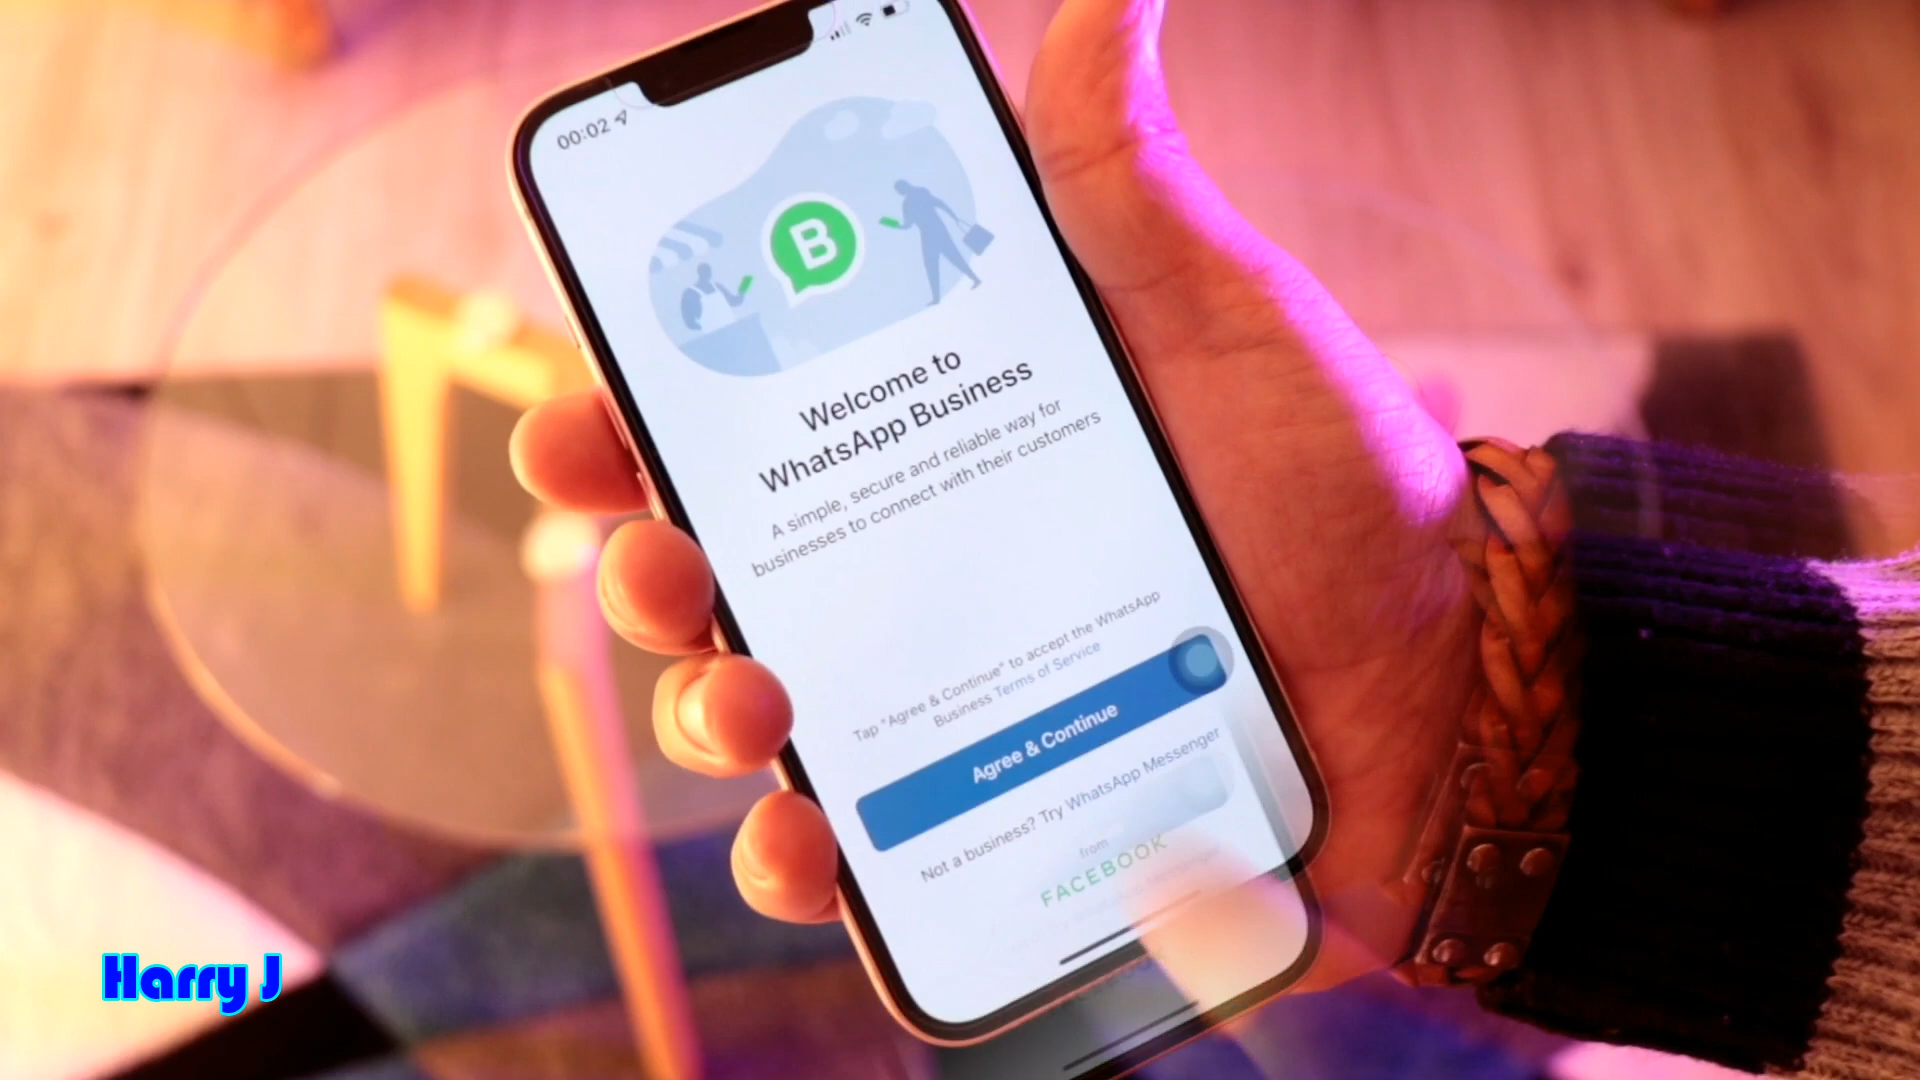 00:02
B
Welcome to
WhatsApp Business
A simple, secure and reliable way for
businesses to connect with their customers
Tap "Agree & Continue" to accept the WhatsApp
Business Terms of Service
Agree & Continue
Not a business? Try WhatsApp Messenger
from
FACEBOOK
Harry J